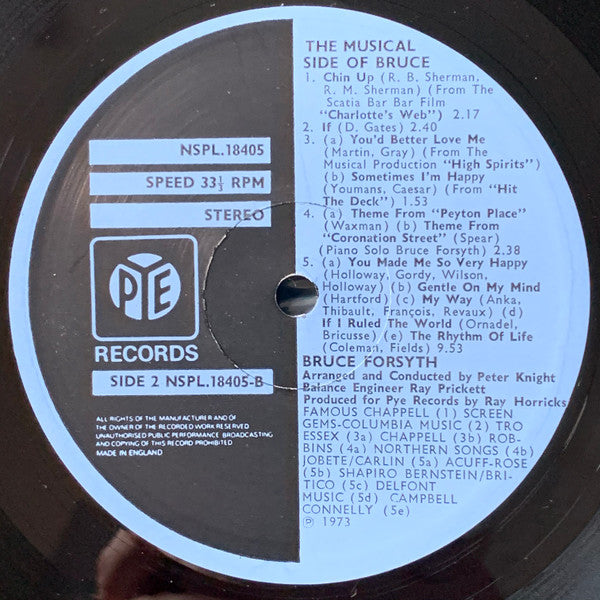 NSPL.18405
SPEED 33⅓ RPM
STEREO
PYE
RECORDS
SIDE 2 NSPL.18405-B
ALL RIGHTS OF THE MANUFACTURER AND OF
THE OWNER OF THE RECORDED WORK RESERVED
UNAUTHORISED PUBLIC PERFORMANCE BROADCASTING
AND COPYING OF THIS RECORD PROHIBITED
MADE IN ENGLAND
THE MUSICAL
SIDE OF BRUCE
1. Chin Up (R. B. Sherman,
R. M. Sherman) (From The
Scatia Bar Bar Film
"Charlotte's Web") 2.17
2. If (D. Gates) 2.40
3. (a) You'd Better Love Me
(Martin, Gray) (From The
Musical Production "High Spirits")
(b) Sometimes I'm Happy
(Youmans, Caesar) (From "Hit
The Deck") 1.53
4. (a) Theme From "Peyton Place"
(Waxman) (b) Theme From
"Coronation Street" (Spear)
(Piano Solo Bruce Forsyth) 2.38
5. (a) You Made Me So Very Happy
(Holloway, Gordy, Wilson,
Holloway) (b) Gentle On My Mind
(Hartford) (c) My Way (Anka,
Thibault, François, Revaux) (d)
If I Ruled The World (Ornadel,
Bricusse) (e) The Rhythm Of Life
(Coleman, Fields) 9.53
BRUCE FORSYTH
Arranged and Conducted by Peter Knight
Balance Engineer Ray Prickett
Produced for Pye Records by Ray Horricks
FAMOUS CHAPPELL (1) SCREEN
GEMS-COLUMBIA MUSIC (2) TRO
ESSEX (3a) CHAPPELL (3b) ROB-
BINS (4a) NORTHERN SONGS (4b)
JOBETE/CARLIN (5a) ACUFF-ROSE
(5b) SHAPIRO BERNSTEIN/BRI-
TICO (5c) DELFONT
MUSIC (5d) CAMPBELL
CONNELLY (5e)
℗ 1973